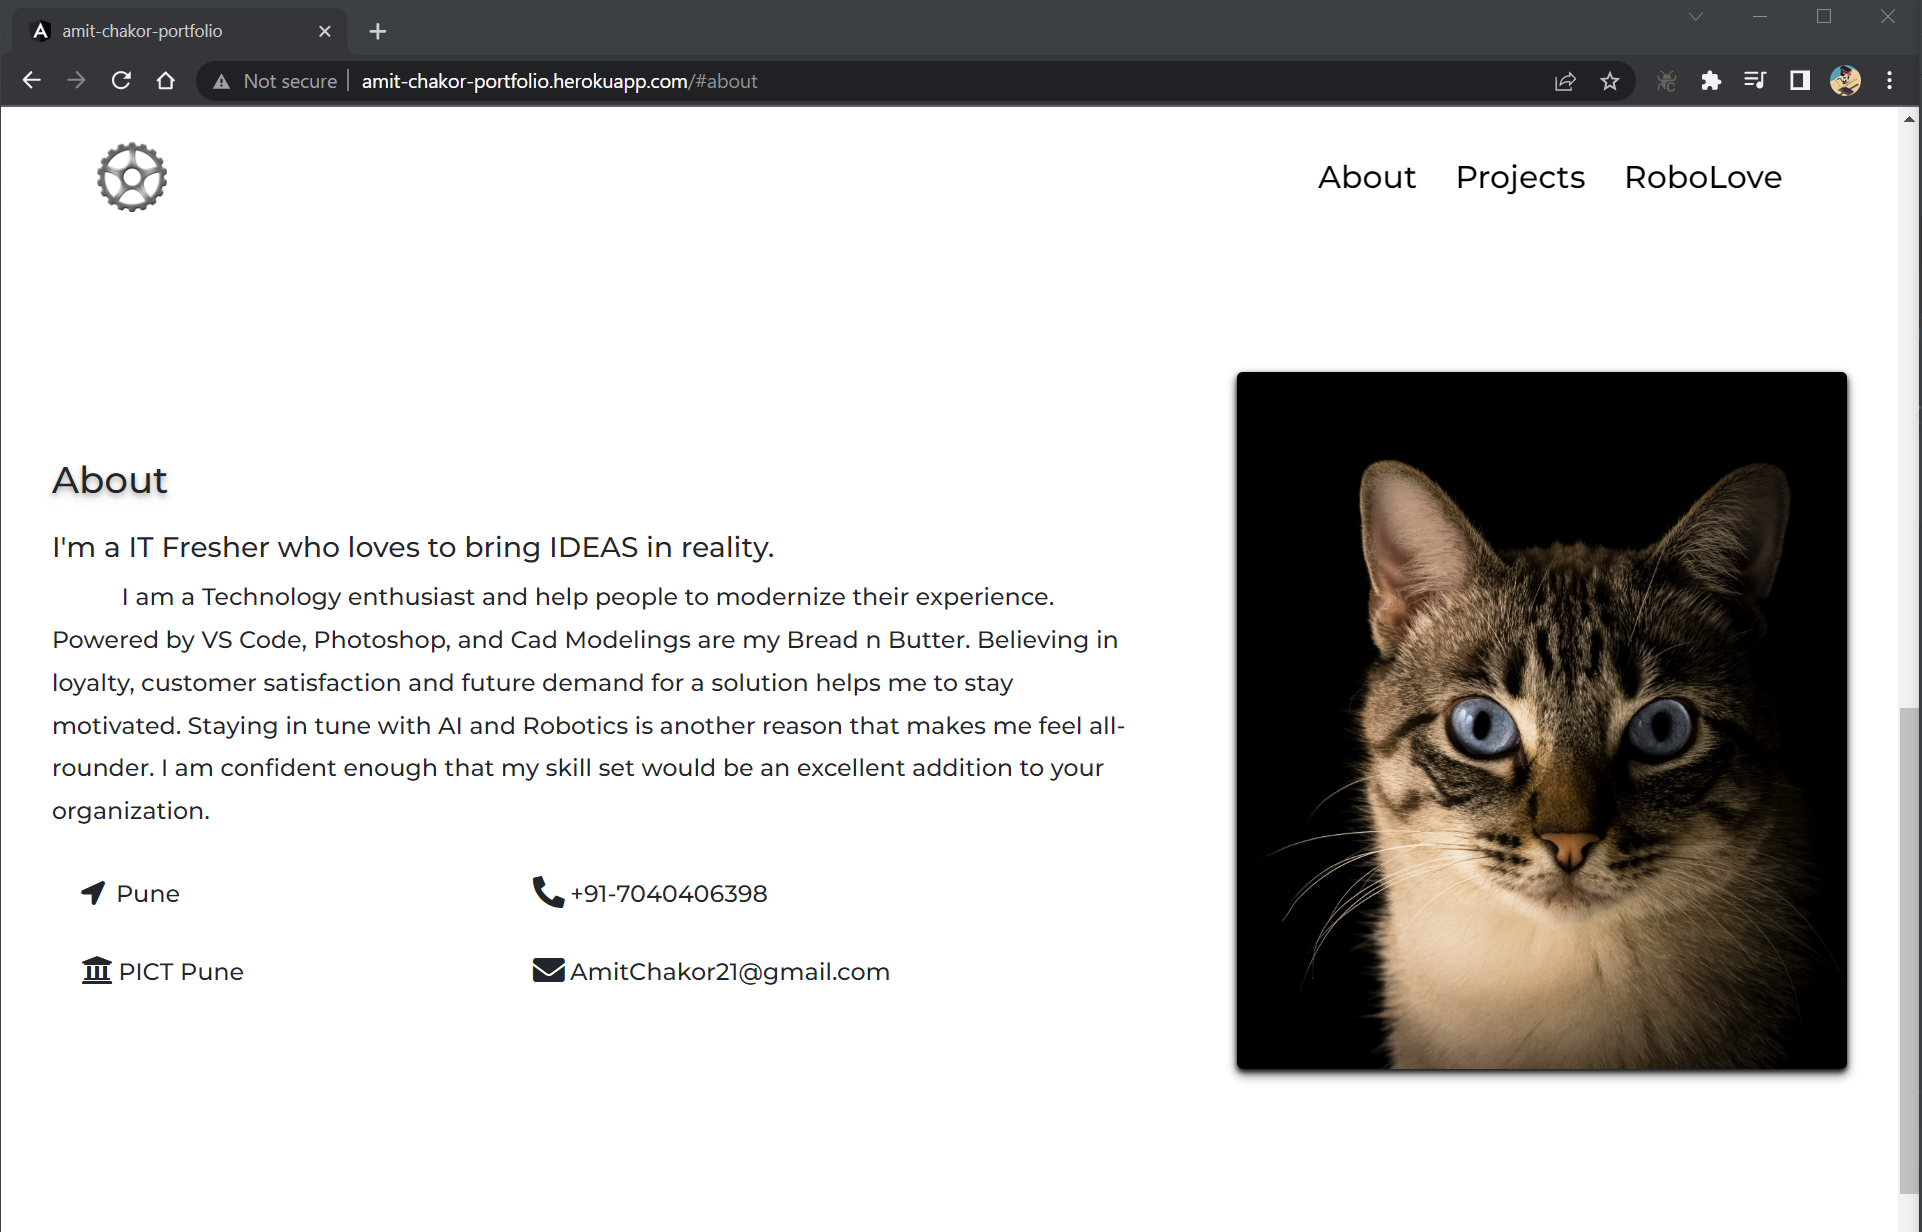 amit-chakor-portfolio
Not secure
amit-chakor-portfolio.herokuapp.com/#about
About Projects RoboLove
About
I'm a IT Fresher who loves to bring IDEAS in reality.
I am a Technology enthusiast and help people to modernize their experience.
Powered by VS Code, Photoshop, and Cad Modelings are my Bread n Butter. Believing in
loyalty, customer satisfaction and future demand for a solution helps me to stay
motivated. Staying in tune with AI and Robotics is another reason that makes me feel all-
rounder. I am confident enough that my skill set would be an excellent addition to your
organization.
Pune +91-7040406398
PICT Pune AmitChakor21@gmail.com